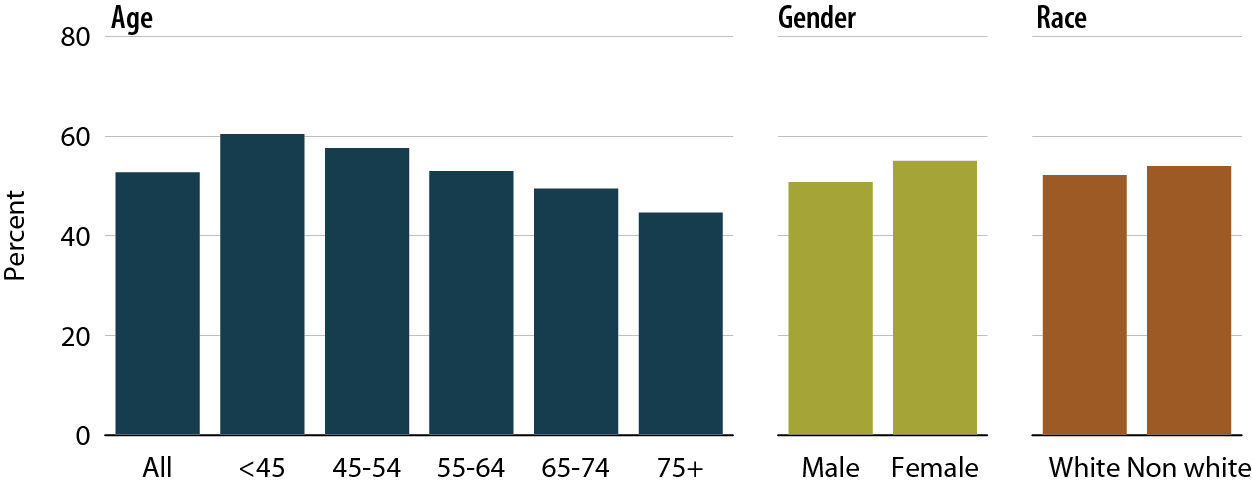 Age
Gender
Race
80
60
40
20
0
Percent
All
<45
45-54
55-64
65-74
75+
Male
Female
White
Non white